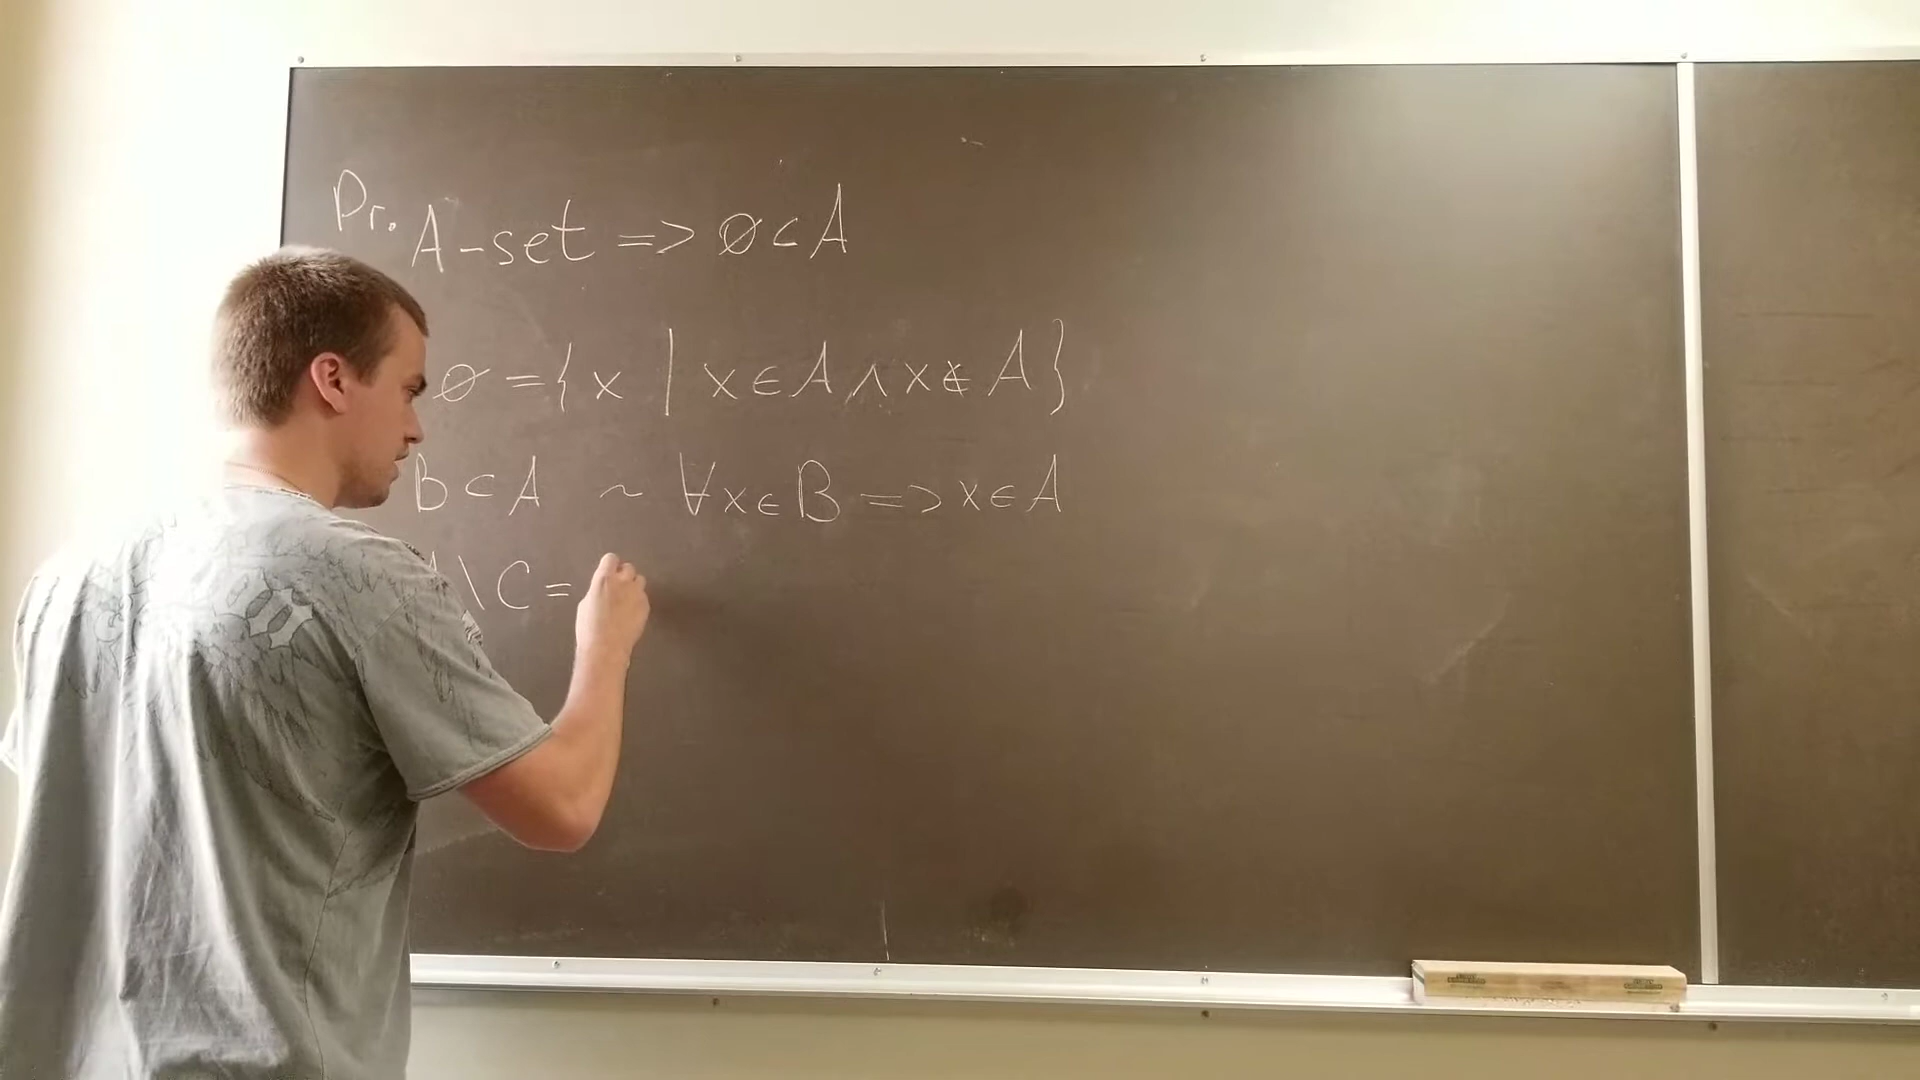 Pr. A-set => ∅⊂A
∅={x | x∈A∧x∉A}
B⊂A ~ ∀x∈B=>x∈A
\C=